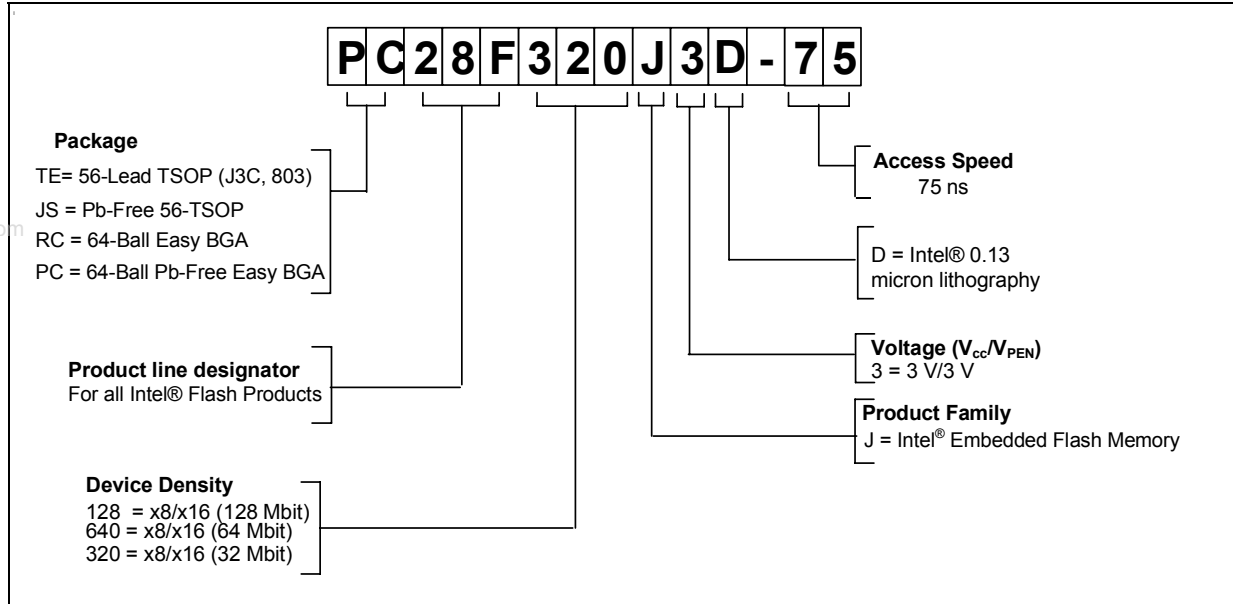 PC28F320J3D-75
Package
TE= 56-Lead TSOP (J3C, 803)
JS = Pb-Free 56-TSOP
RC = 64-Ball Easy BGA
PC = 64-Ball Pb-Free Easy BGA
Product line designator
For all Intel® Flash Products
Device Density
128 = x8/x16 (128 Mbit)
640 = x8/x16 (64 Mbit)
320 = x8/x16 (32 Mbit)
Access Speed
75 ns
D = Intel® 0.13
micron lithography
Voltage (Vcc/VPEN)
3 = 3 V/3 V
Product Family
J = Intel® Embedded Flash Memory